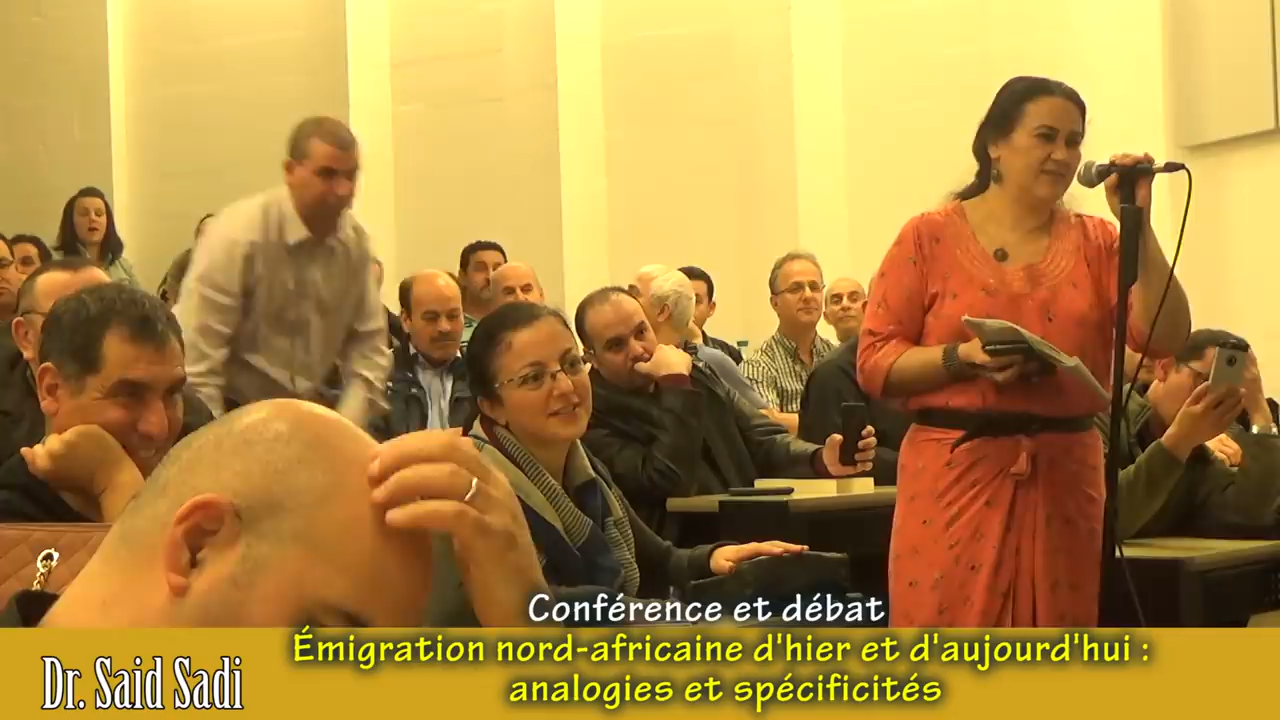 Conférence et débat
Émigration nord-africaine d'hier et d'aujourd'hui :
analogies et spécificités
Dr. Said Sadi